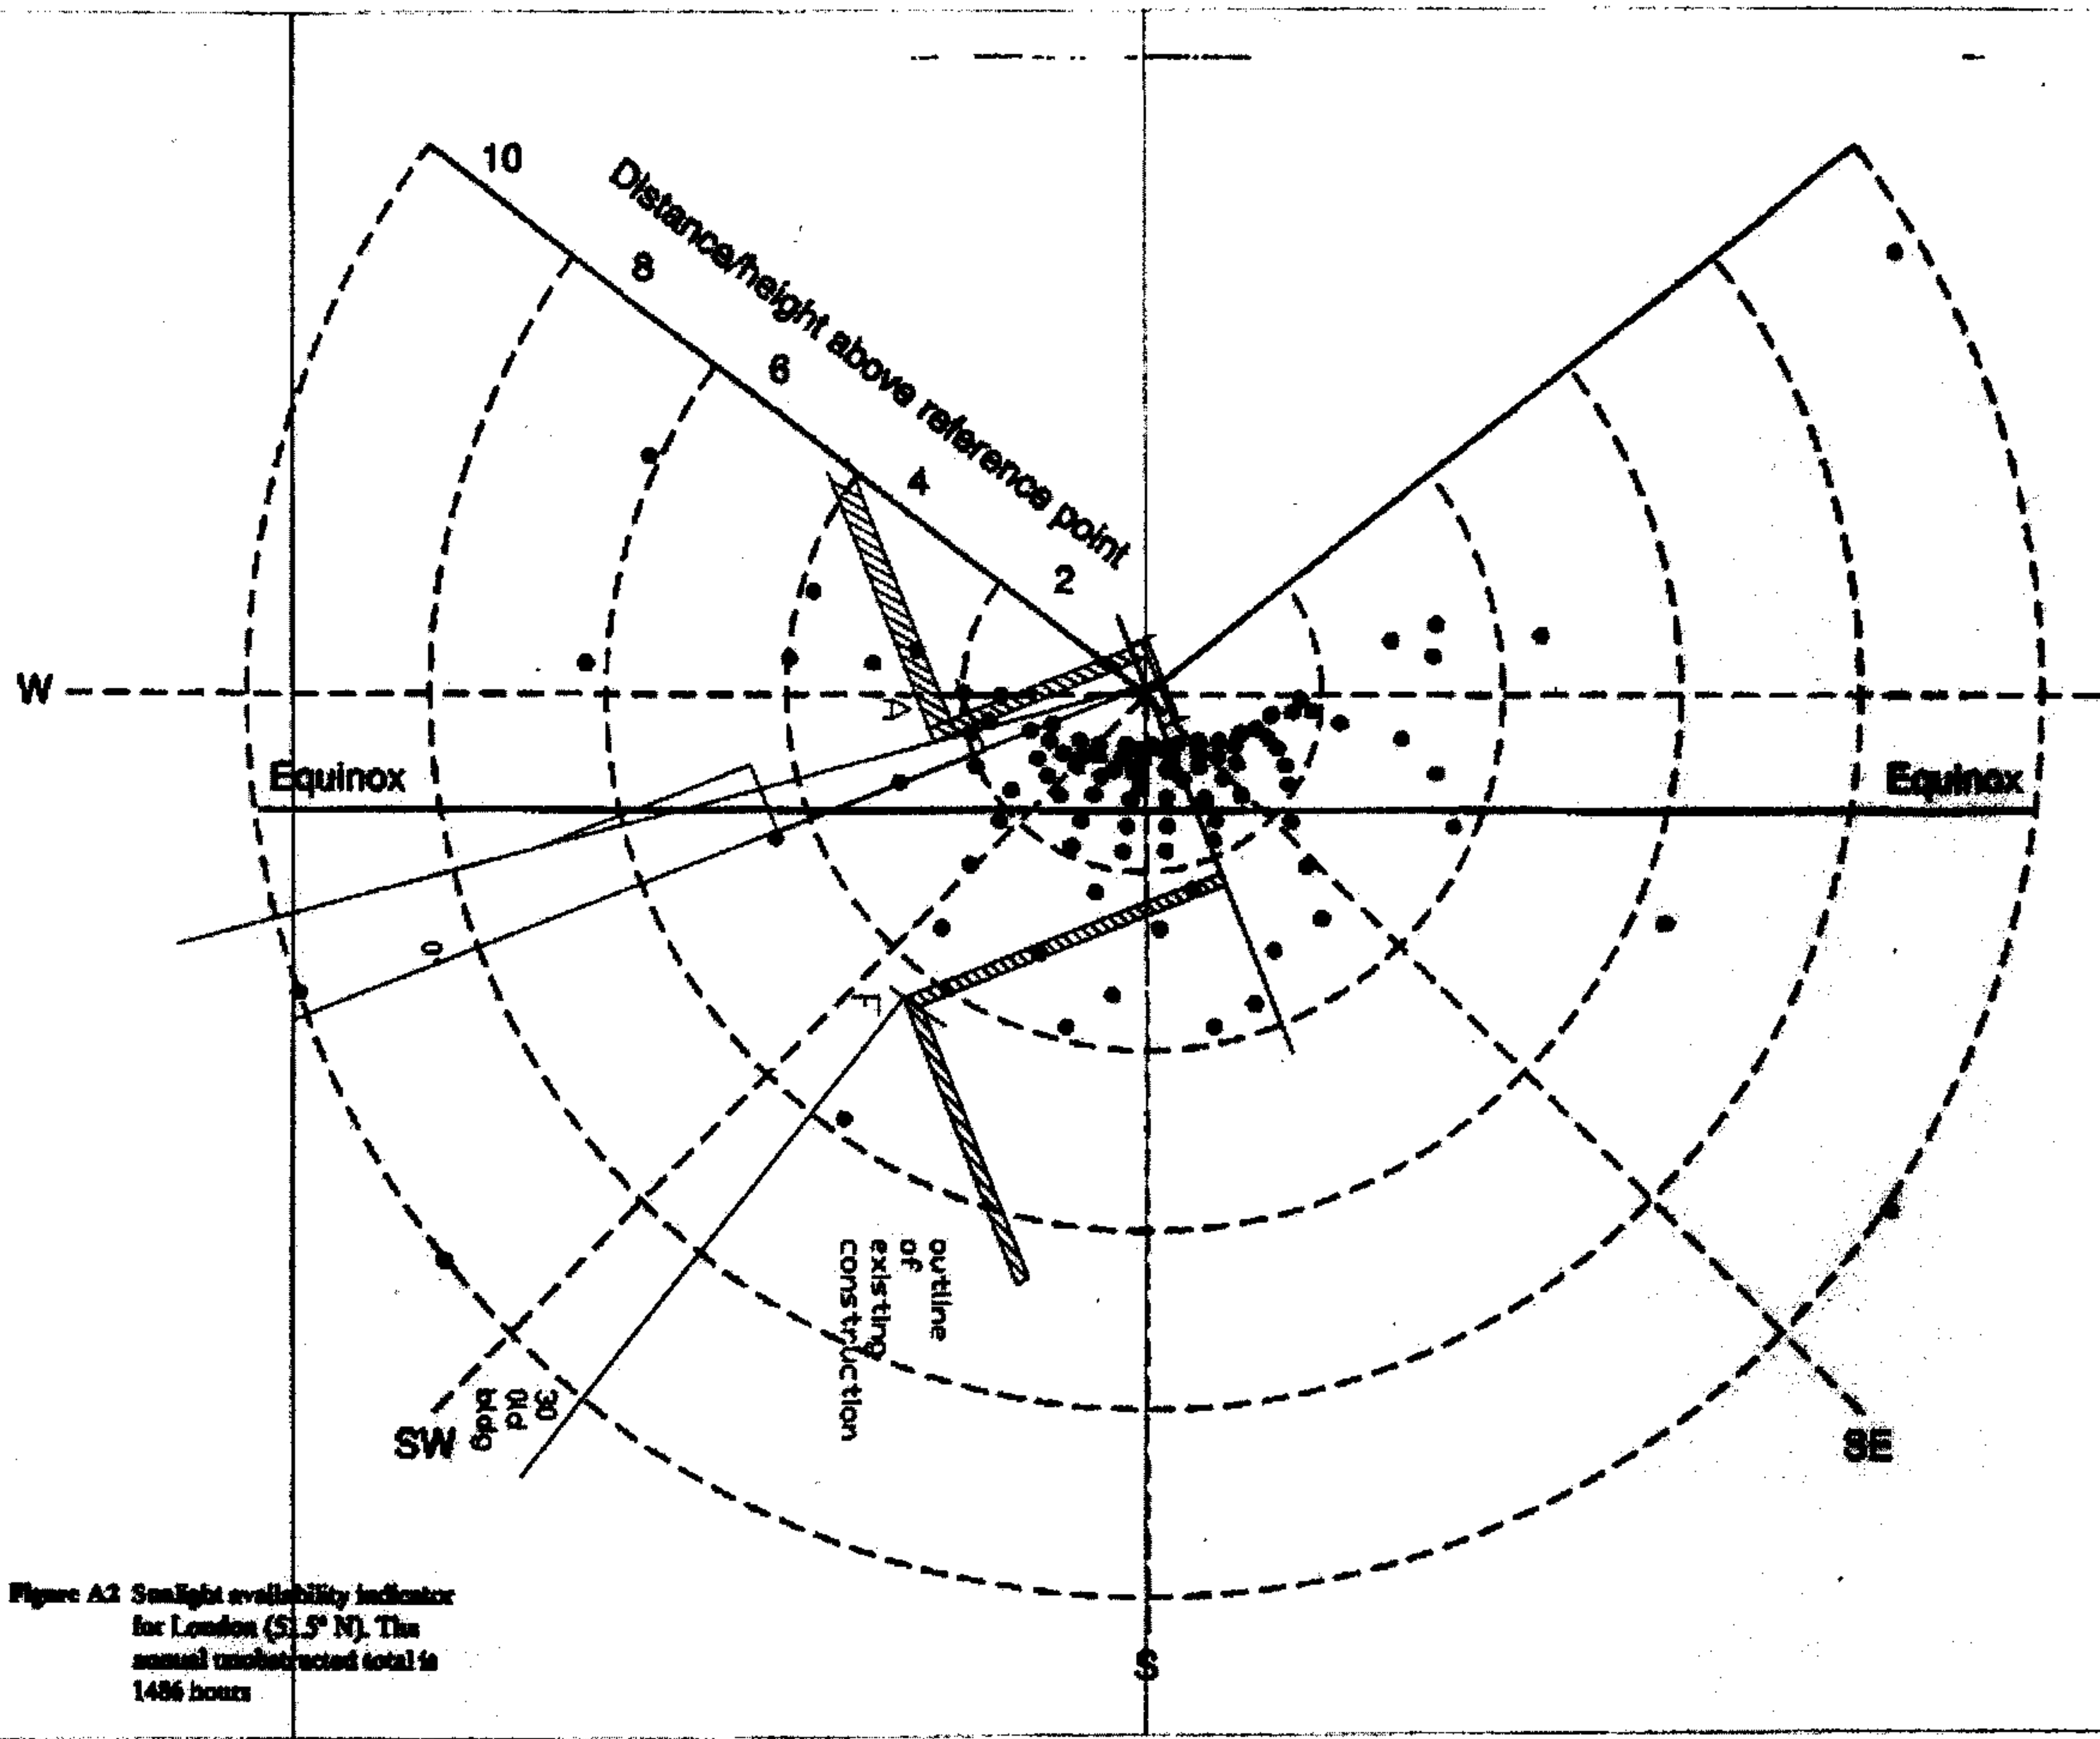 10
Distance/height above reference point
8
6
4
2
W
A
Equinox
Equinox
0
F
outline
of
existing
construction
30
Old
bldg
SW
SE
S
Figure A2 Sunlight availability indicator
for London (51.5° N). The
annual unobstructed total is
1486 hours